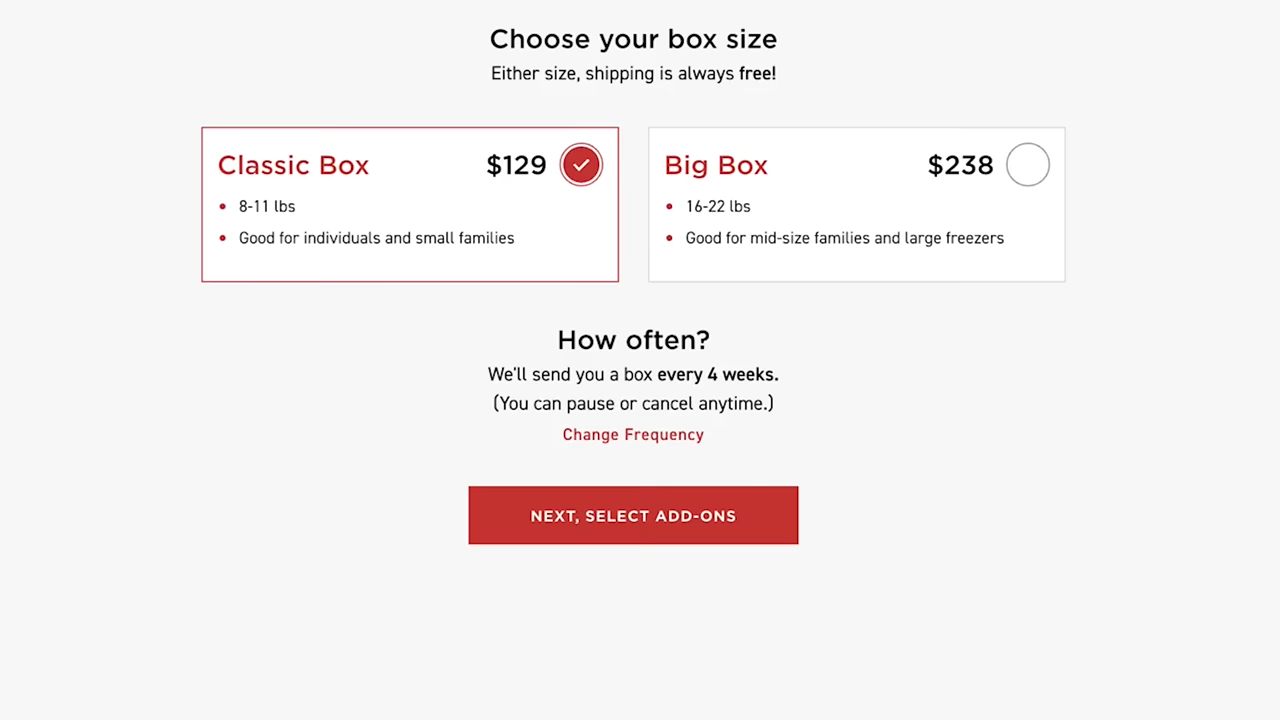 Choose your box size
Either size, shipping is always free!
Classic Box $129
8-11 lbs
Good for individuals and small families
Big Box $238
16-22 lbs
Good for mid-size families and large freezers
How often?
We'll send you a box every 4 weeks.
(You can pause or cancel anytime.)
Change Frequency
NEXT, SELECT ADD-ONS